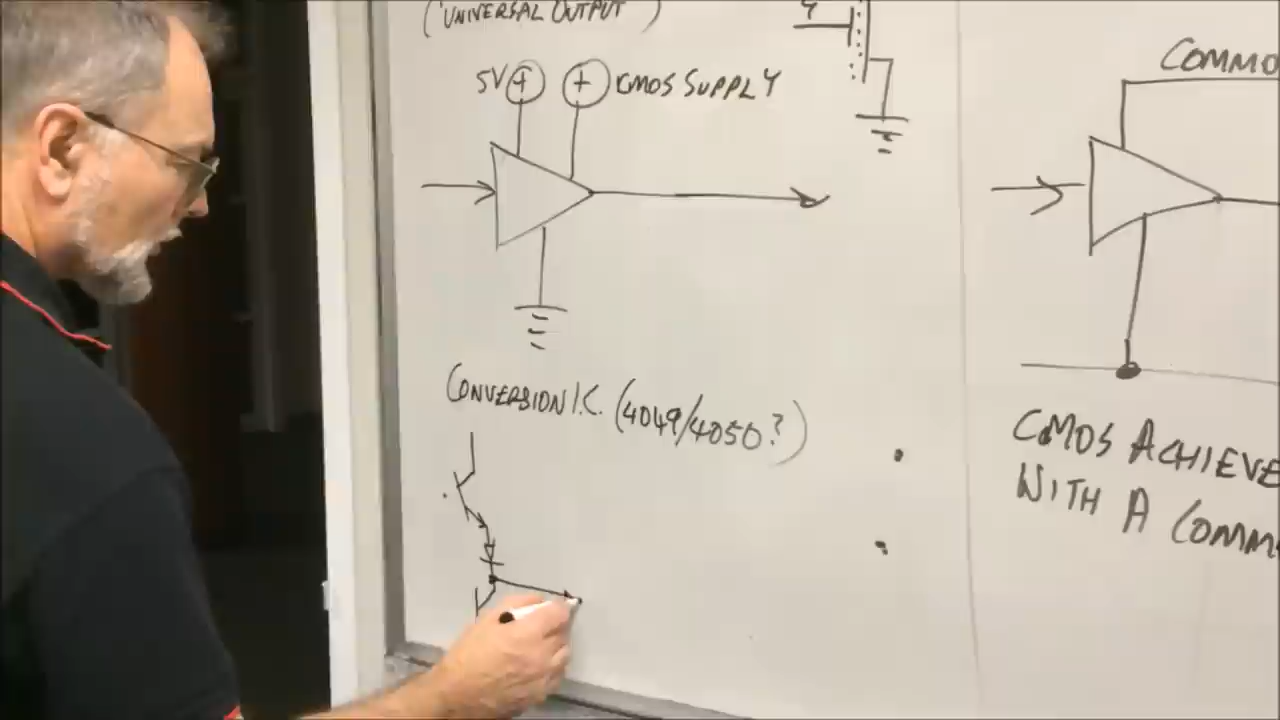 ('UNIVERSAL OUTPUT')
Y
5V + + CMOS SUPPLY
COMMO
CONVERSION I.C. (4049/4050?)
CMOS ACHIEVE
WITH A COMM